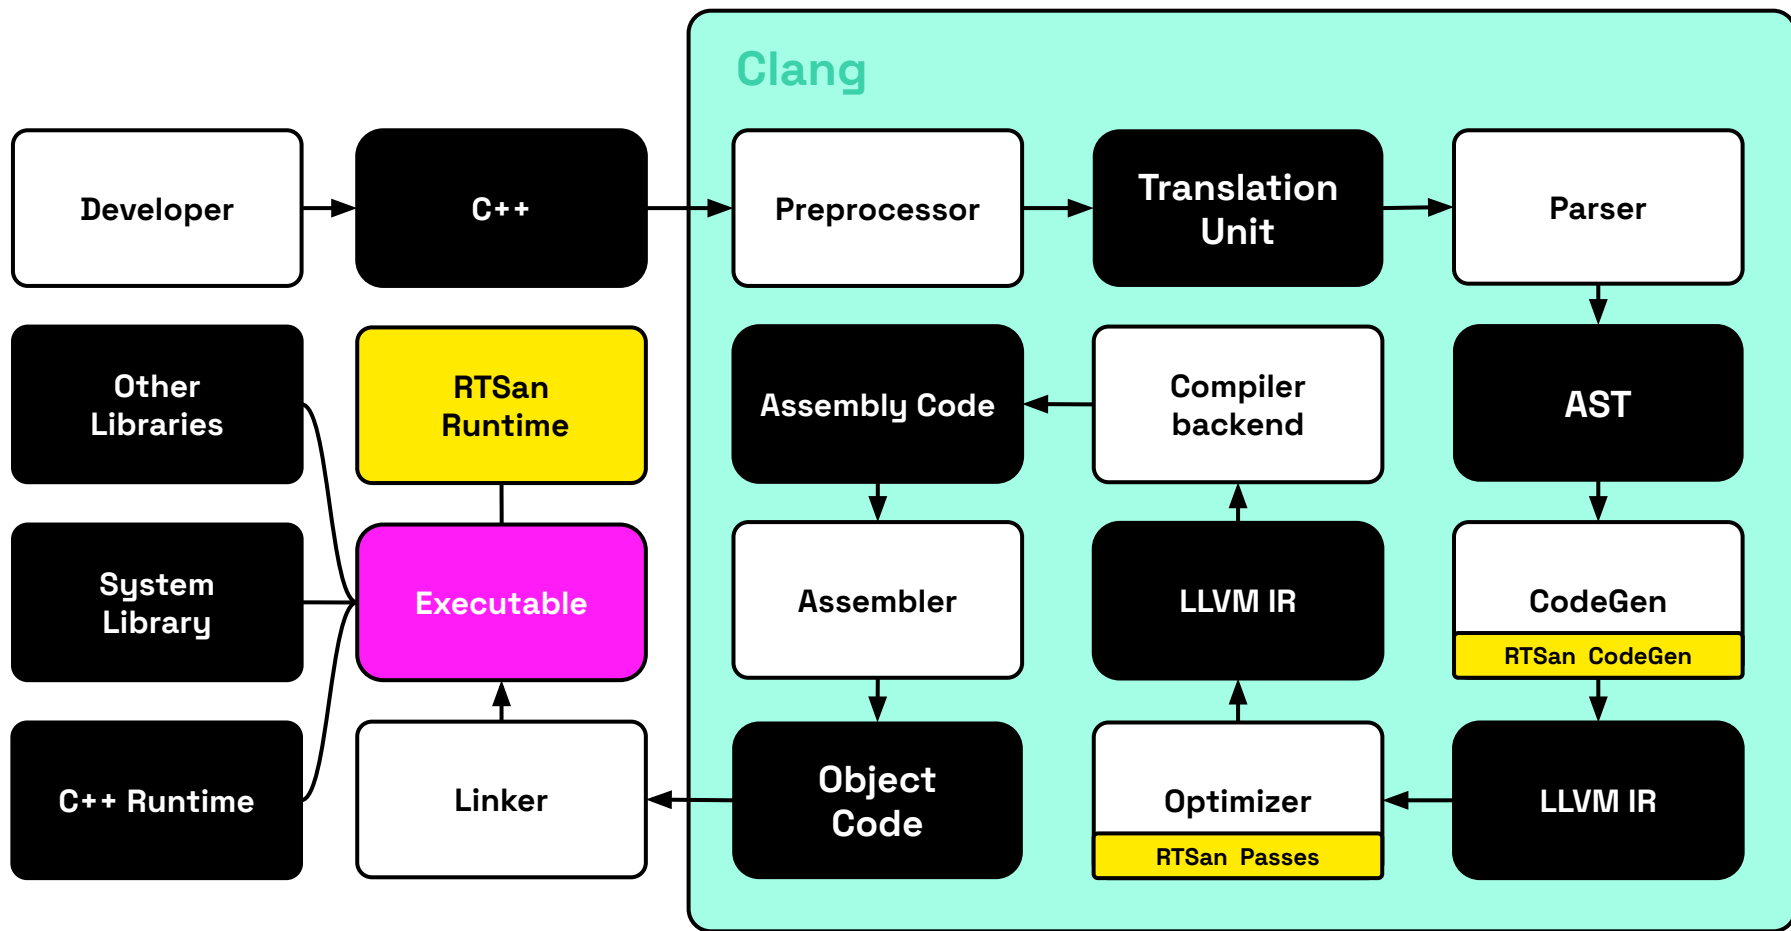 Clang
Developer
C++
Preprocessor
Translation
Unit
Parser
Other
Libraries
RTSan
Runtime
Assembly Code
Compiler
backend
AST
System
Library
Executable
Assembler
LLVM IR
CodeGen
RTSan CodeGen
C++ Runtime
Linker
Object
Code
Optimizer
RTSan Passes
LLVM IR